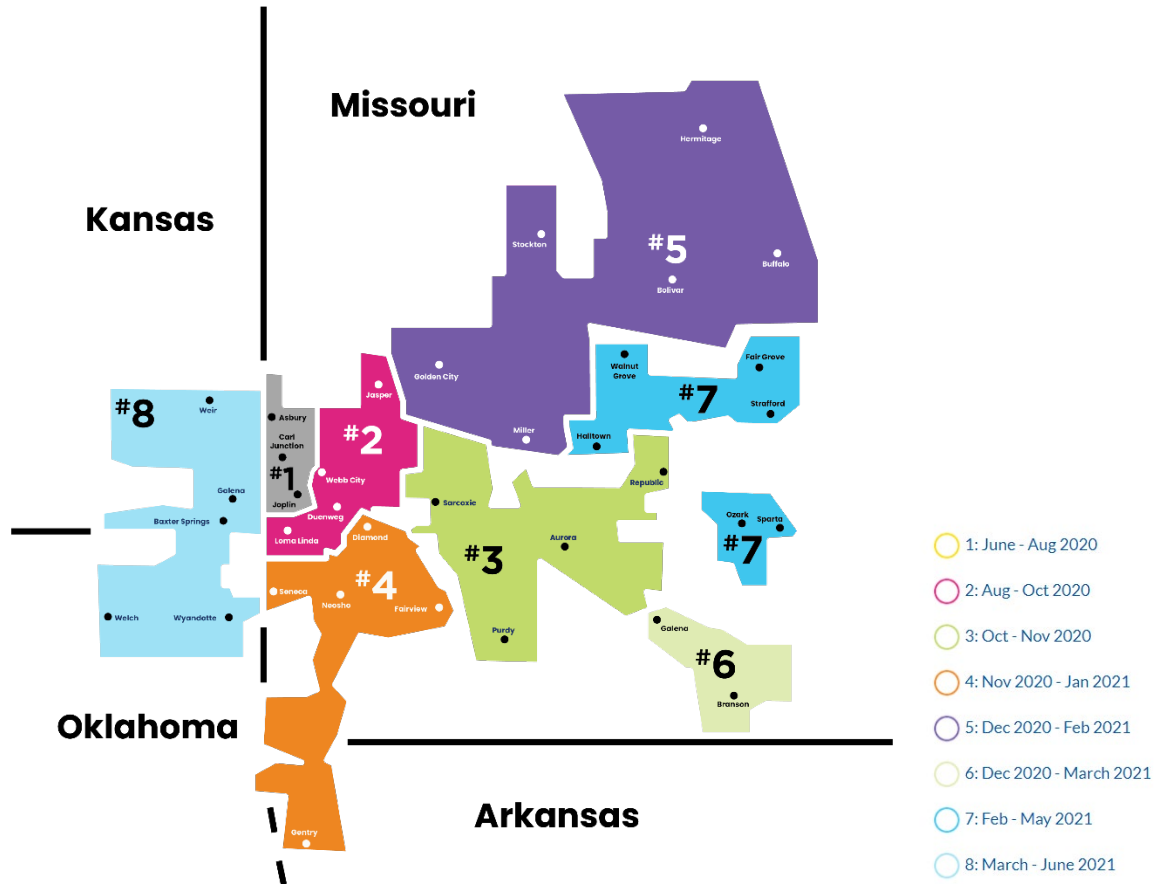 Missouri
Kansas
Oklahoma
Arkansas
Hermitage
Stockton
#5
Buffalo
Bolivar
Golden City
Miller
Walnut
Grove
Fair Grove
#7
Strafford
Halltown
#8
Weir
Galena
Baxter Springs
Welch
Wyandotte
Asbury
Carl
Junction
#1
Joplin
Jasper
#2
Webb City
Duenweg
Loma Linda
Sarcoxie
Republic
Aurora
#3
Purdy
Diamond
#4
Seneca
Neosho
Fairview
Gentry
Ozark
Sparta
#7
Galena
#6
Branson
1: June - Aug 2020
2: Aug - Oct 2020
3: Oct - Nov 2020
4: Nov 2020 - Jan 2021
5: Dec 2020 - Feb 2021
6: Dec 2020 - March 2021
7: Feb - May 2021
8: March - June 2021